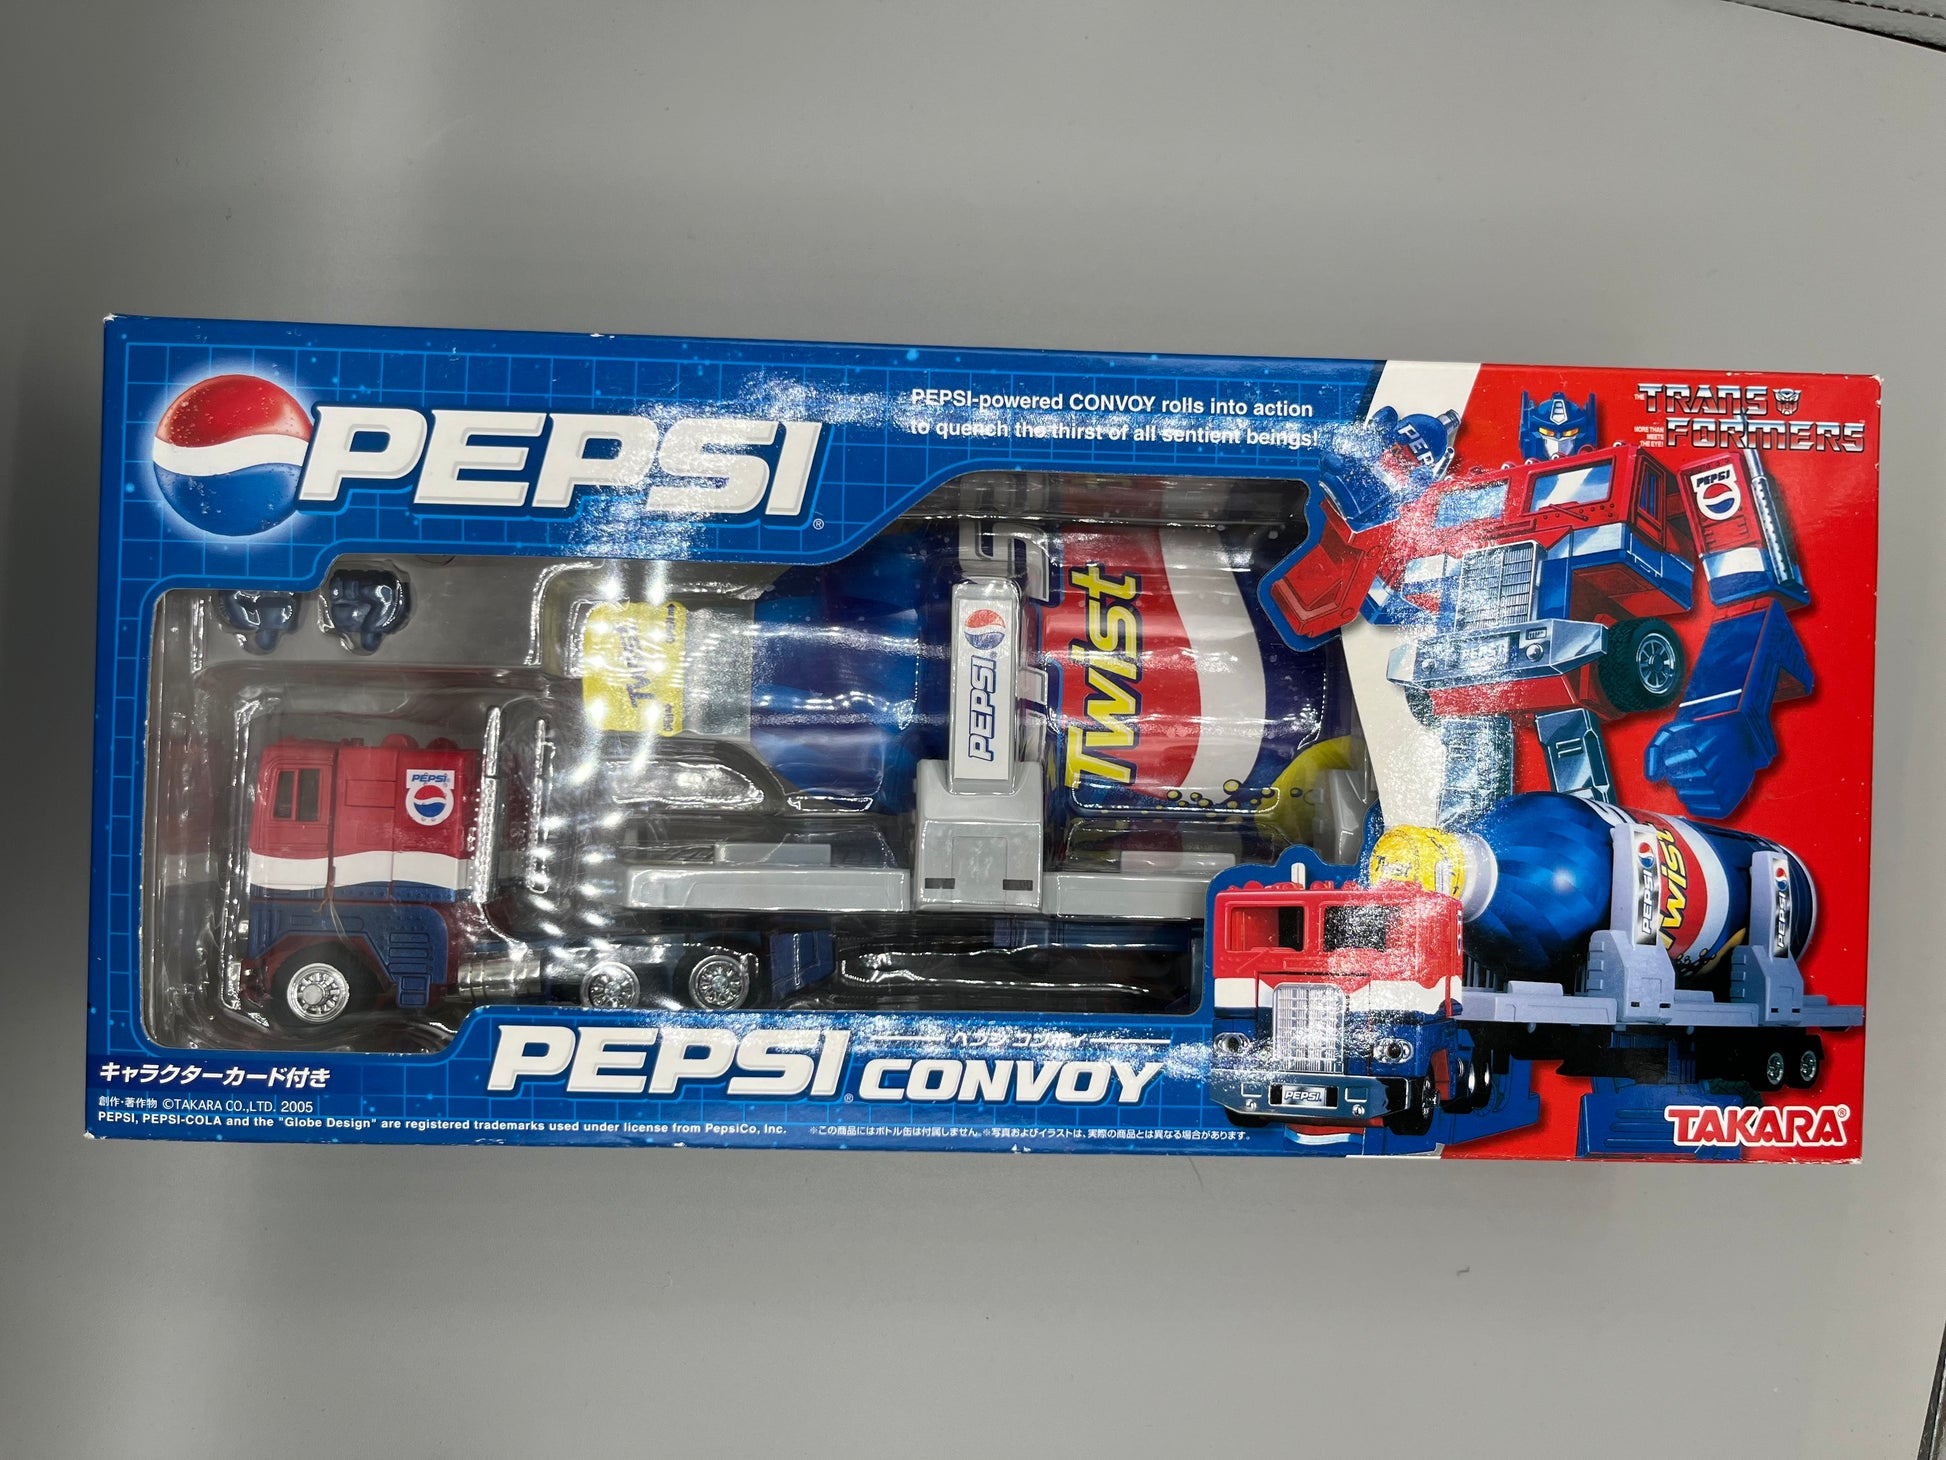 PEPSI®
PEPSI-powered CONVOY rolls into action
to quench the thirst of all sentient beings!
THE TRANSFORMERS
MORE THAN
MEETS
THE EYE!
PEPSI
PEPSI
Twist
Twist
PEPSI
PEPSI
PEPSI
Twist
PEPSI
PEPSI
PEPSI
ペプシ コンボイ
PEPSI® CONVOY
キャラクターカード付き
創作・著作物 ©TAKARA CO.,LTD. 2005
PEPSI, PEPSI-COLA and the "Globe Design" are registered trademarks used under license from PepsiCo, Inc.
※この商品にはボトル缶は付属しません。※写真およびイラストは、実際の商品とは異なる場合があります。
TAKARA®